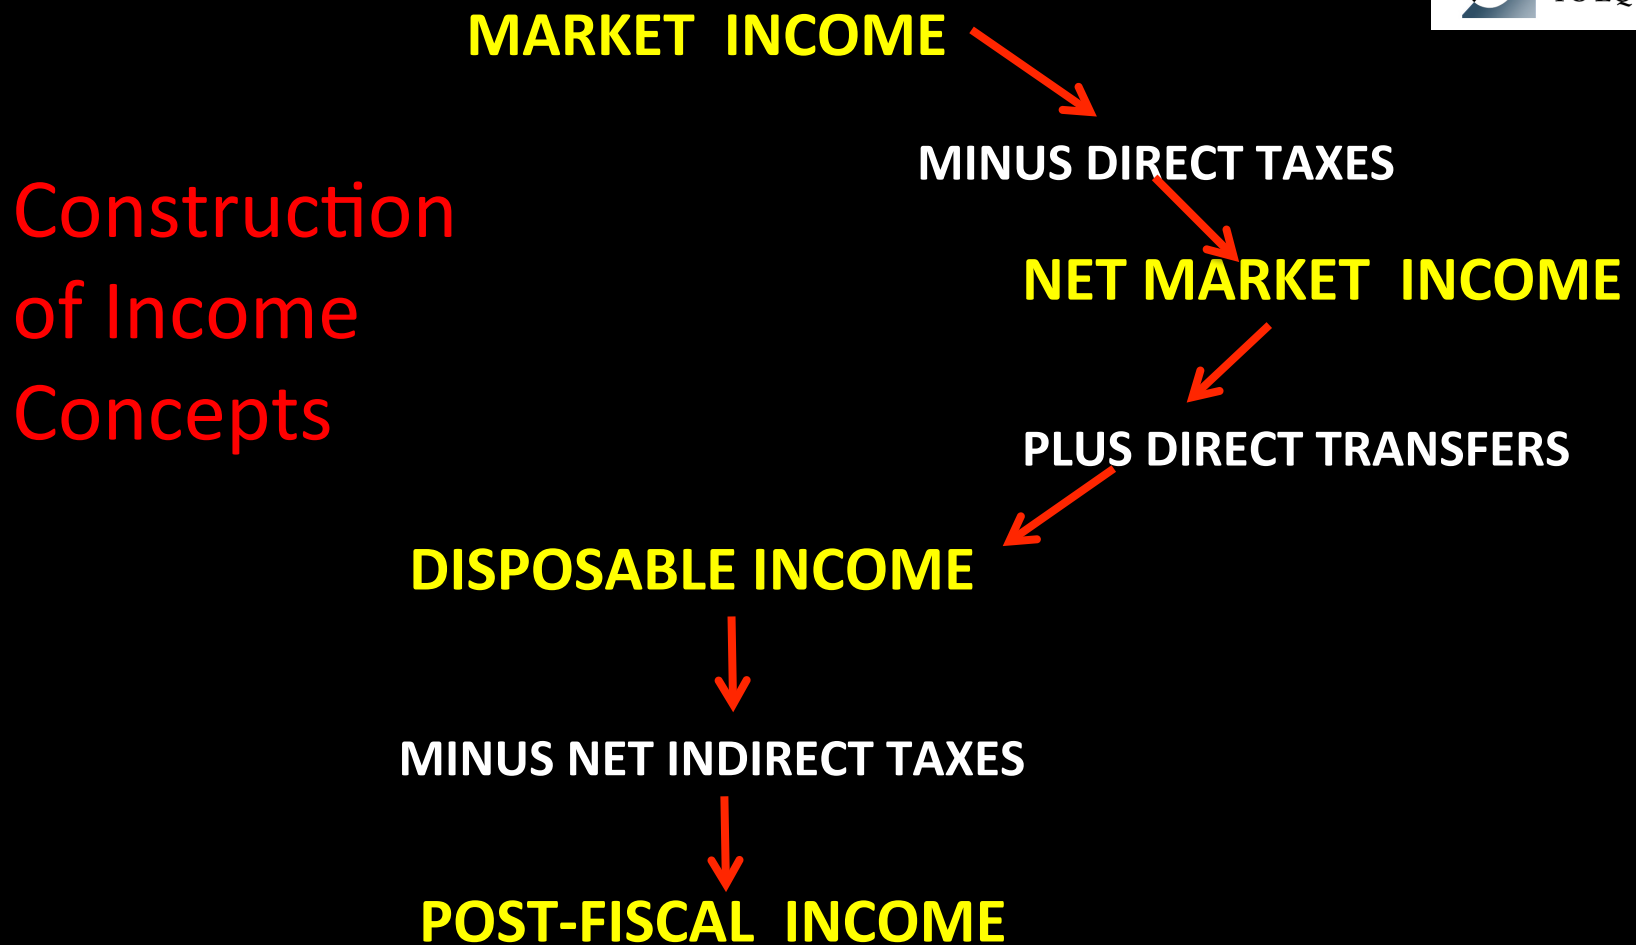 MARKET INCOME
MINUS DIRECT TAXES
Construction
of Income
Concepts
NET MARKET INCOME
PLUS DIRECT TRANSFERS
DISPOSABLE INCOME
MINUS NET INDIRECT TAXES
POST-FISCAL INCOME